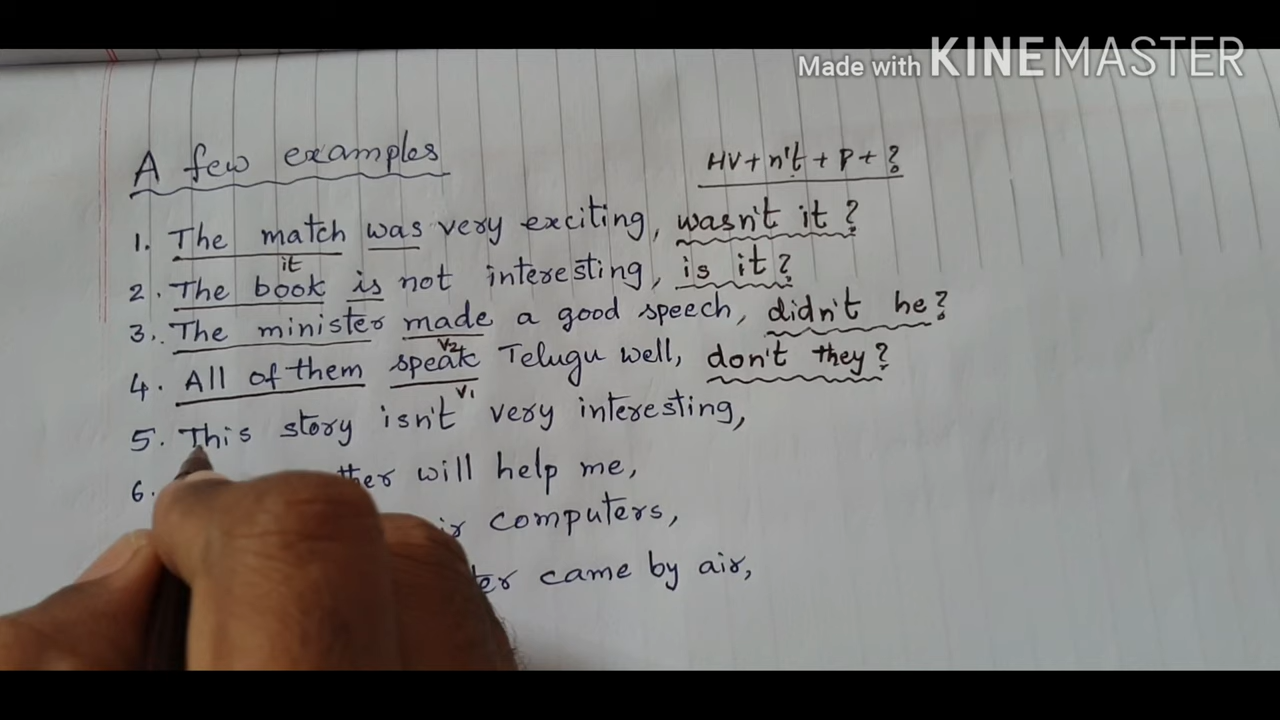 Made with KINEMASTER
A few examples
HV + n't + P + ?
1. The match was very exciting, wasn't it?
it
2. The book is not interesting, is it?
3. The minister made a good speech, didn't he?
V2
4. All of them speak Telugu well, don't they?
V1
5. This story isn't very interesting,
6. will help me,
computers,
came by air,